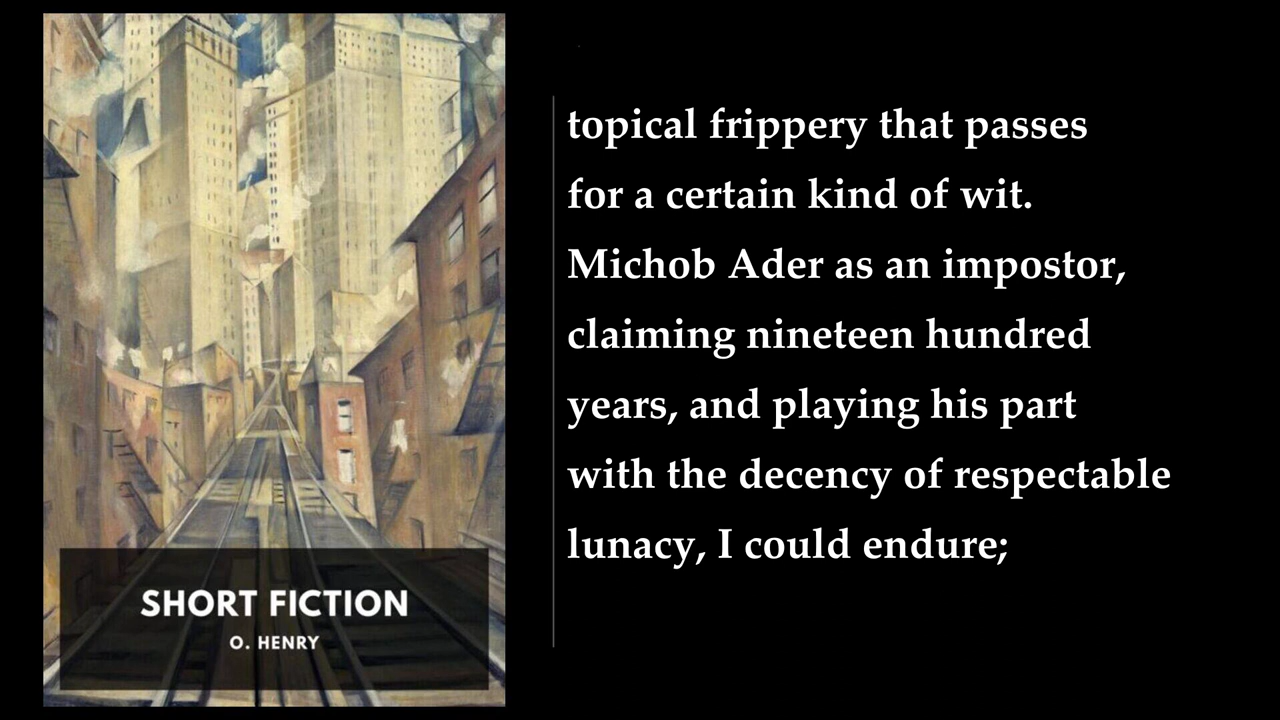 topical frippery that passes
for a certain kind of wit.
Michob Ader as an impostor,
claiming nineteen hundred
years, and playing his part
with the decency of respectable
lunacy, I could endure;
SHORT FICTION
O. HENRY